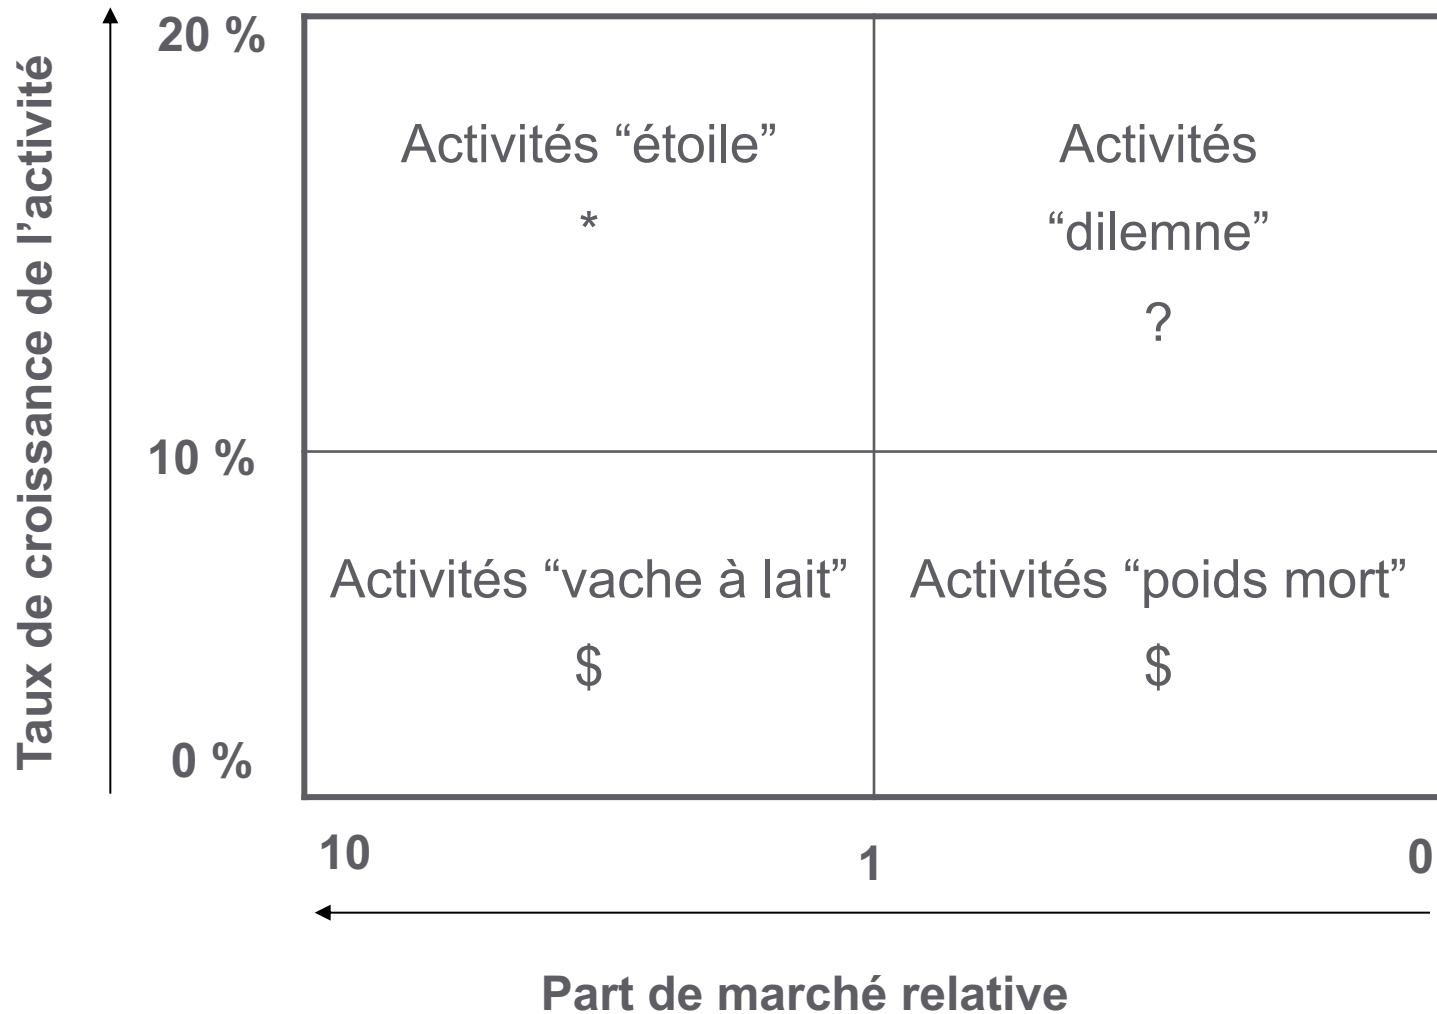 Taux de croissance de l’activité
20 %
10 %
0 %
Activités “étoile”
*
Activités
“dilemne”
?
Activités “vache à lait”
$
Activités “poids mort”
$
10
1
0
Part de marché relative